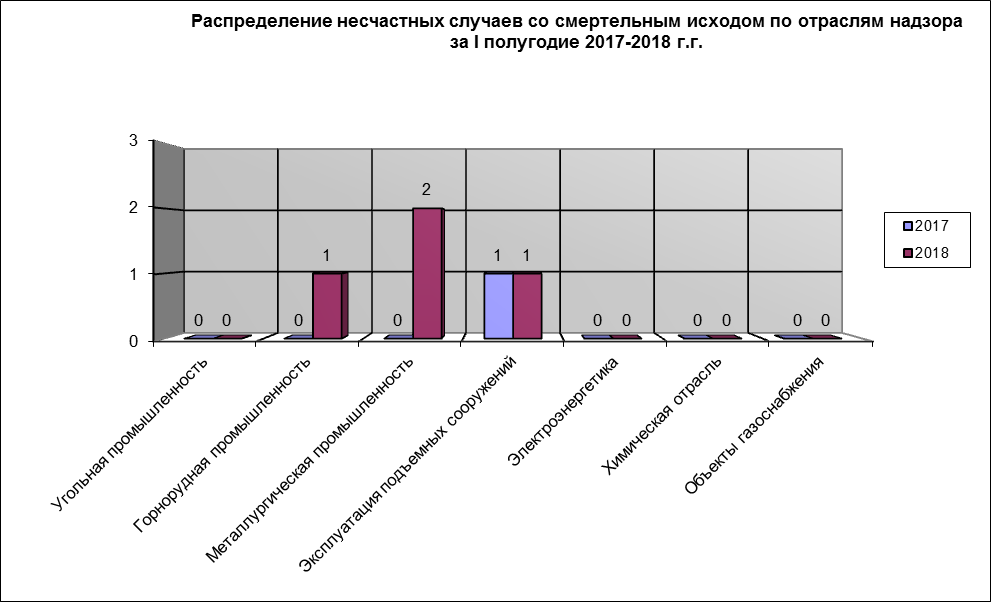 Распределение несчастных случаев со смертельным исходом по отраслям надзора
за I полугодие 2017-2018 г.г.
3
2
1
0
0 0
0 1
0 2
1 1
0 0
0 0
0 0
2017
2018
Угольная промышленность
Горнорудная промышленность
Металлургическая промышленность
Эксплуатация подъемных сооружений
Электроэнергетика
Химическая отрасль
Объекты газоснабжения